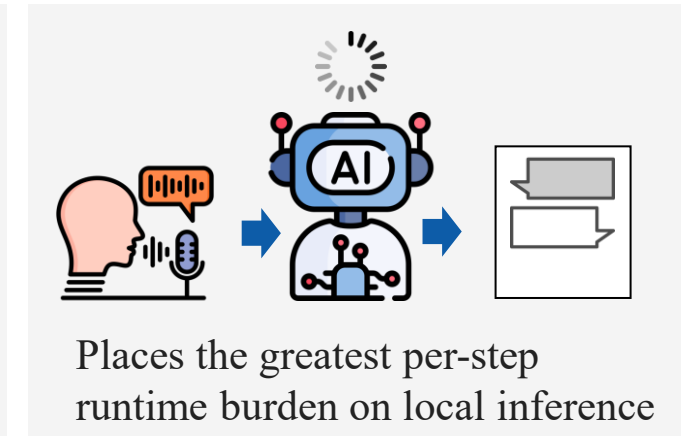 AI
Places the greatest per-step
runtime burden on local inference